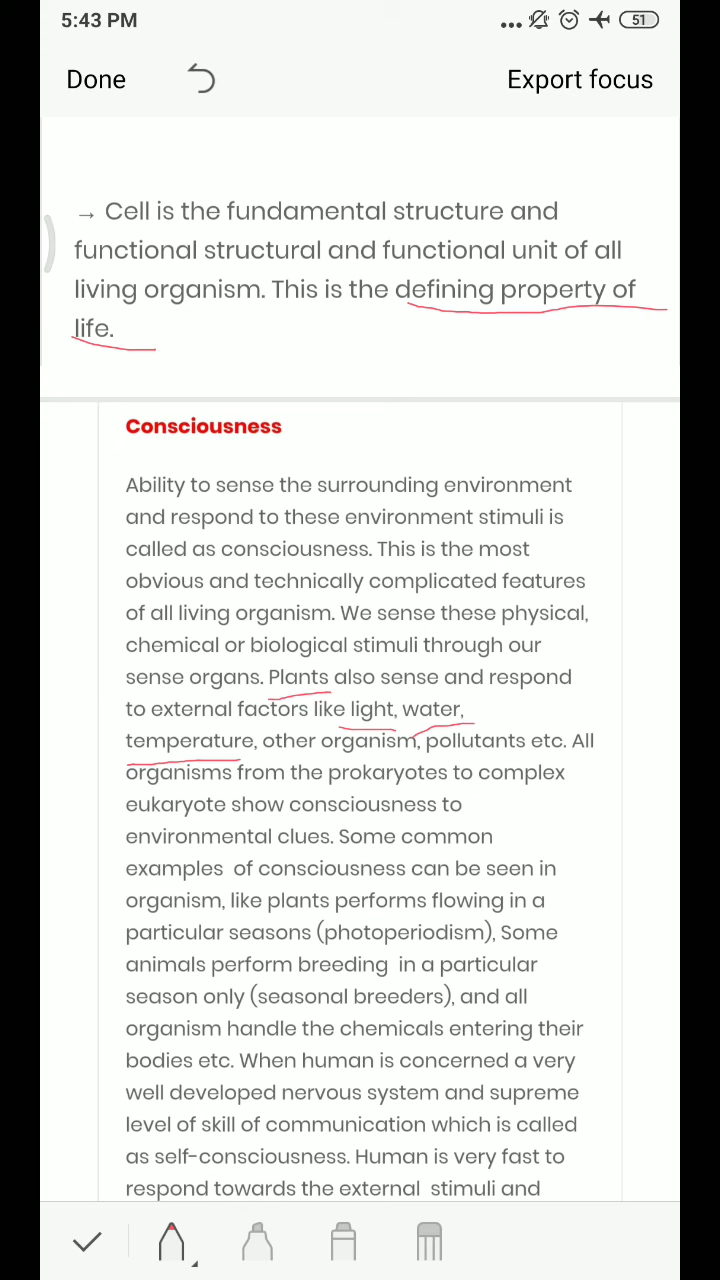 5:43 PM
51
Done
Export focus
→ Cell is the fundamental structure and
functional structural and functional unit of all
living organism. This is the defining property of
life.
Consciousness
Ability to sense the surrounding environment
and respond to these environment stimuli is
called as consciousness. This is the most
obvious and technically complicated features
of all living organism. We sense these physical,
chemical or biological stimuli through our
sense organs. Plants also sense and respond
to external factors like light, water,
temperature, other organism, pollutants etc. All
organisms from the prokaryotes to complex
eukaryote show consciousness to
environmental clues. Some common
examples  of consciousness can be seen in
organism, like plants performs flowing in a
particular seasons (photoperiodism), Some
animals perform breeding  in a particular
season only (seasonal breeders), and all
organism handle the chemicals entering their
bodies etc. When human is concerned a very
well developed nervous system and supreme
level of skill of communication which is called
as self-consciousness. Human is very fast to
respond towards the external  stimuli and